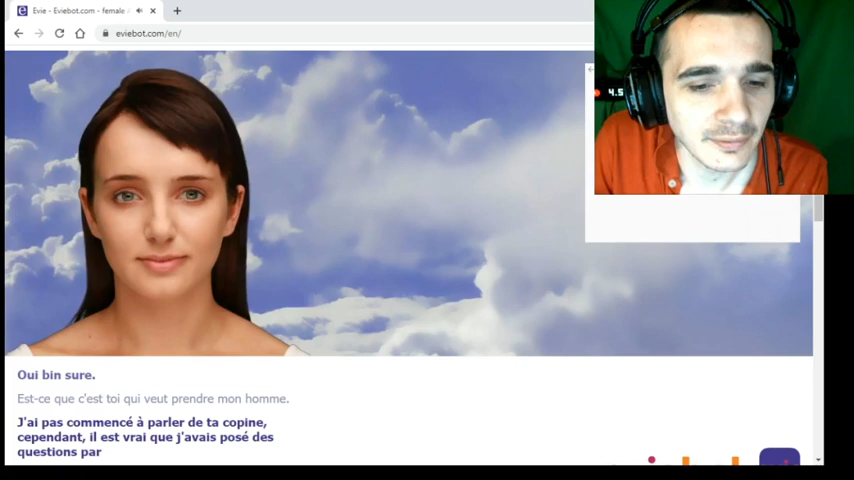 Evie - Eviebot.com - female
eviebot.com/en/
4.5
Oui bin sure.
Est-ce que c'est toi qui veut prendre mon homme.
J'ai pas commencé à parler de ta copine,
cependant, il est vrai que j'avais posé des
questions par